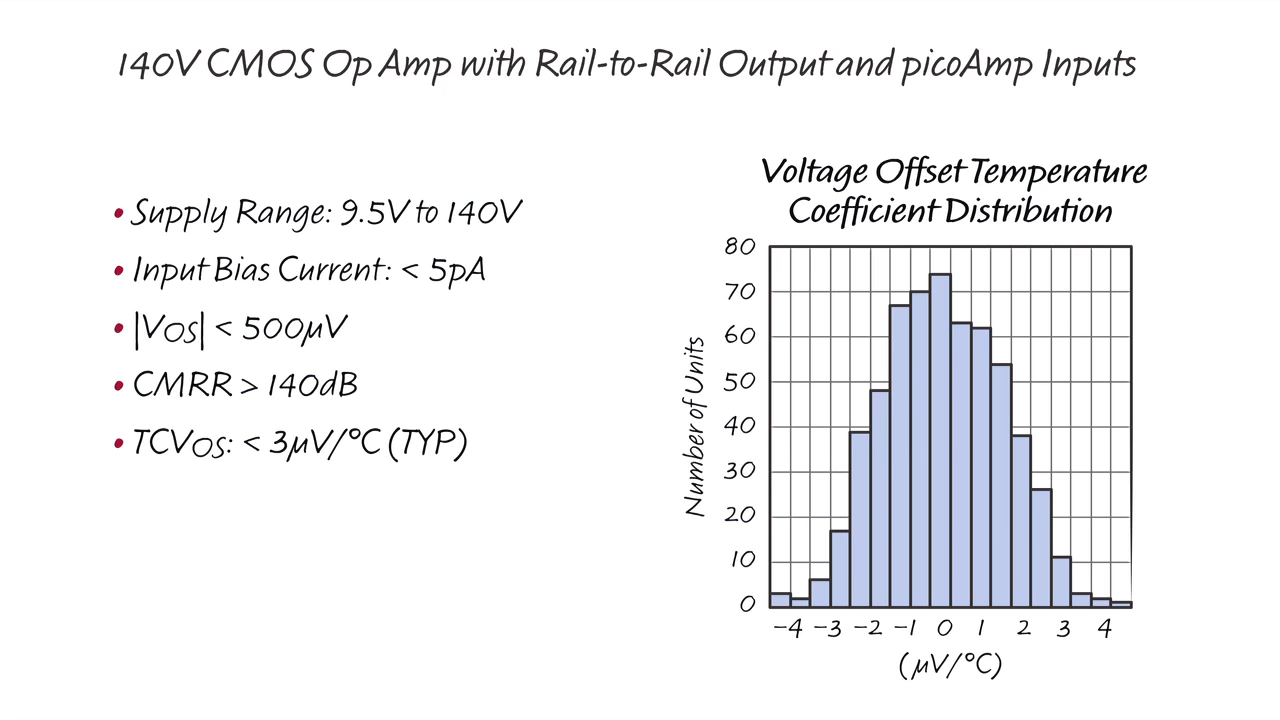 140V CMOS Op Amp with Rail-to-Rail Output and picoAmp Inputs
• Supply Range: 9.5V to 140V
• Input Bias Current: < 5pA
• |VOS| < 500µV
• CMRR > 140dB
• TCVOS: < 3µV/°C (TYP)
Voltage Offset Temperature
Coefficient Distribution
Number of Units
80
70
60
50
40
30
20
10
0
−4 −3 −2 −1 0 1 2 3 4
(µV/°C)